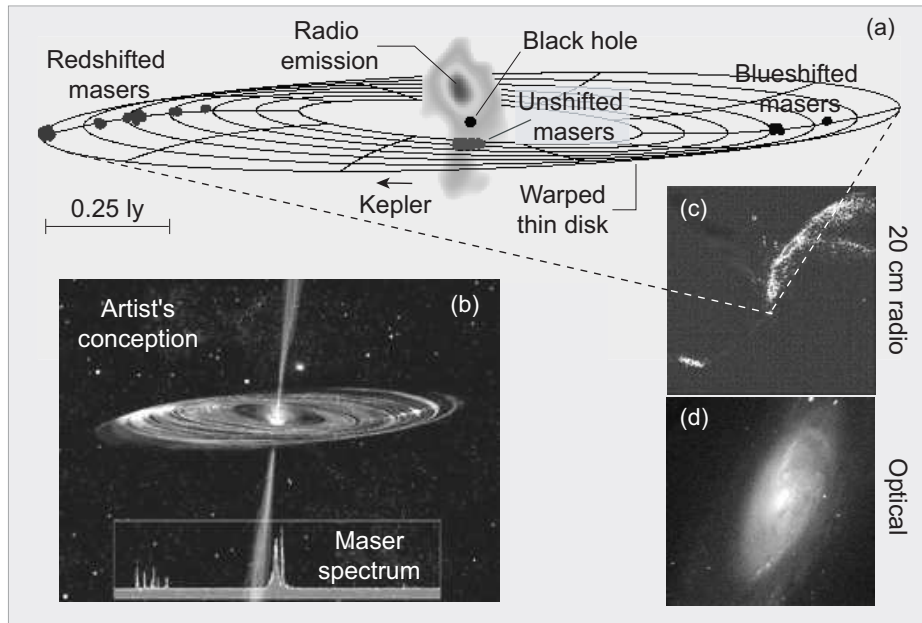 (a)
Radio
emission
Black hole
Redshifted
masers
Blueshifted
masers
Unshifted
masers
Kepler
Warped
thin disk
0.25 ly
(c)
20 cm radio
Artist's
conception
(b)
(d)
Optical
Maser
spectrum